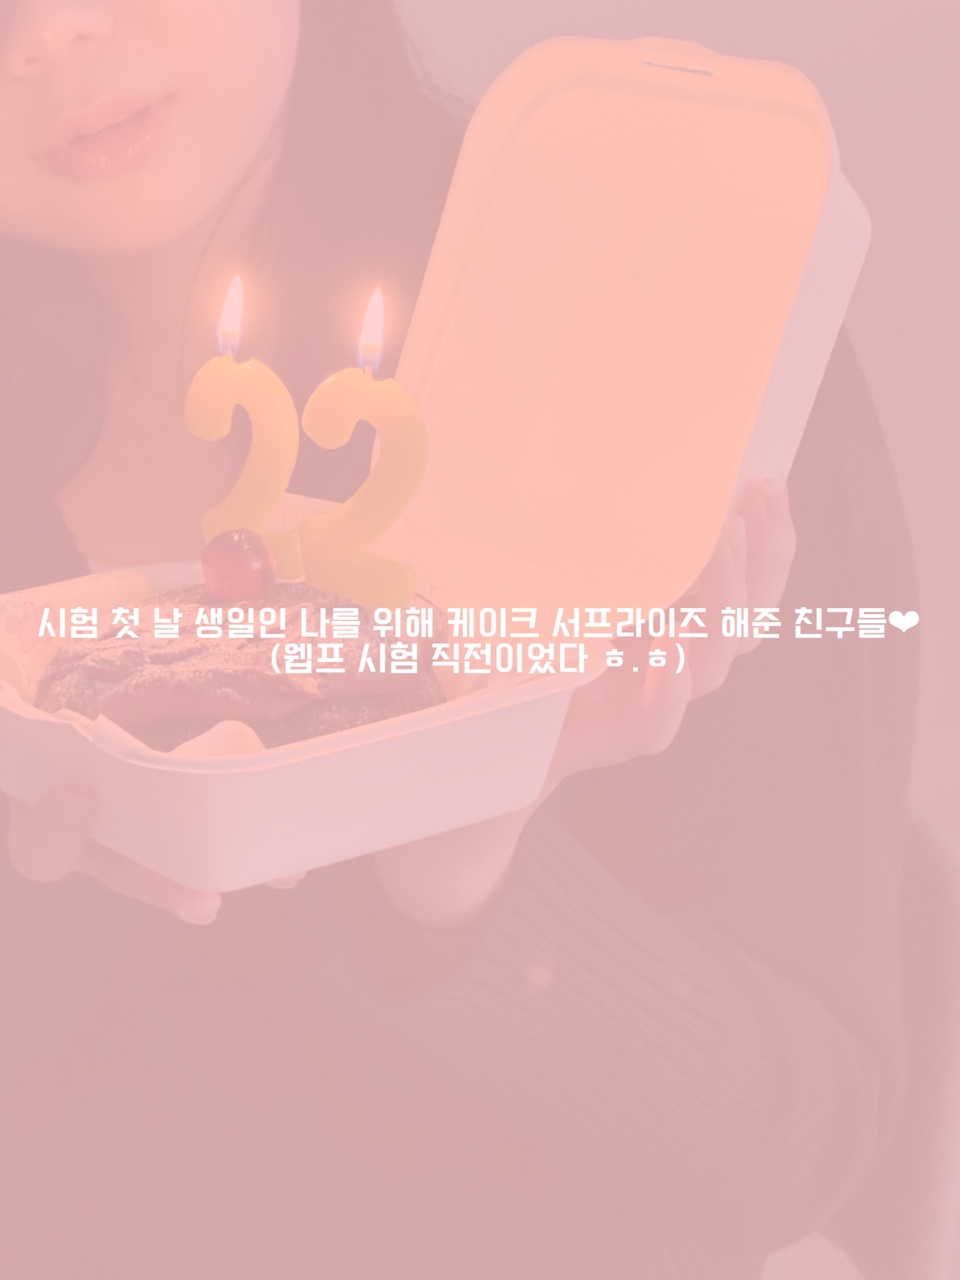 시험 첫 날 생일인 나를 위해 케이크 서프라이즈 해준 친구들❤
(웹프 시험 직전이었다 ㅎ.ㅎ)
22